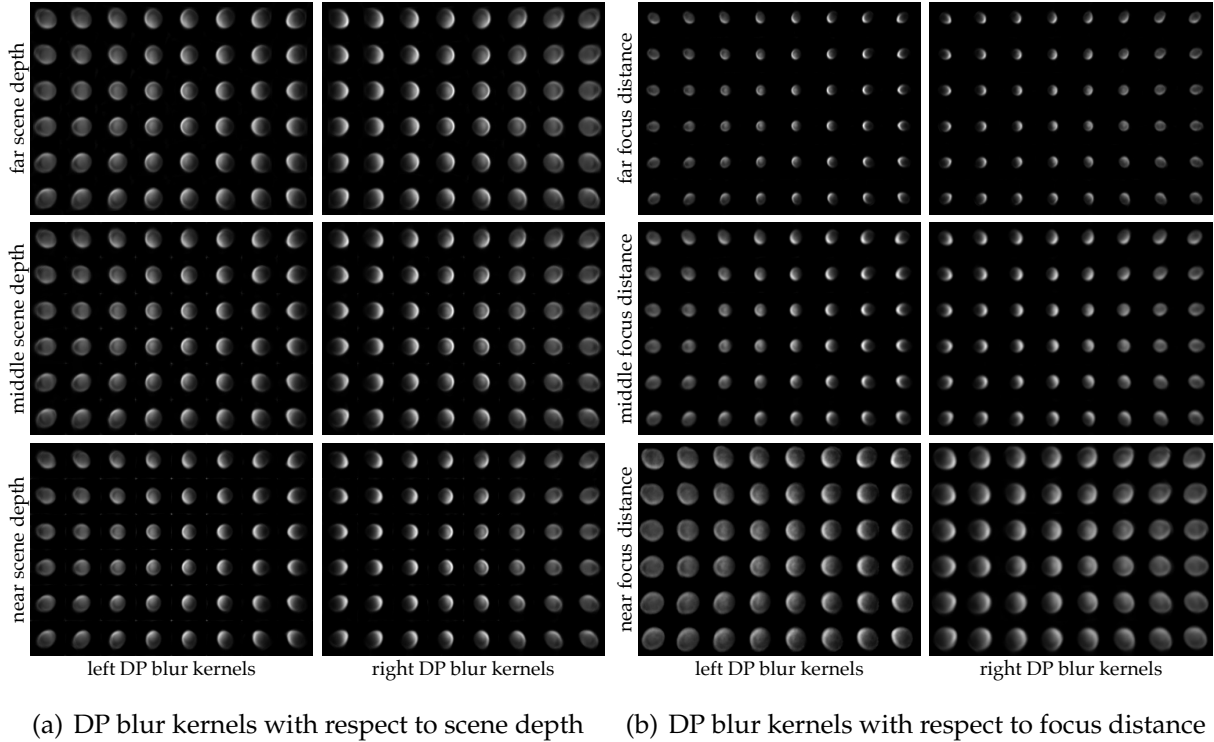 far scene depth
middle scene depth
near scene depth
left DP blur kernels
right DP blur kernels
far focus distance
middle focus distance
near focus distance
left DP blur kernels
right DP blur kernels
(a) DP blur kernels with respect to scene depth
(b) DP blur kernels with respect to focus distance